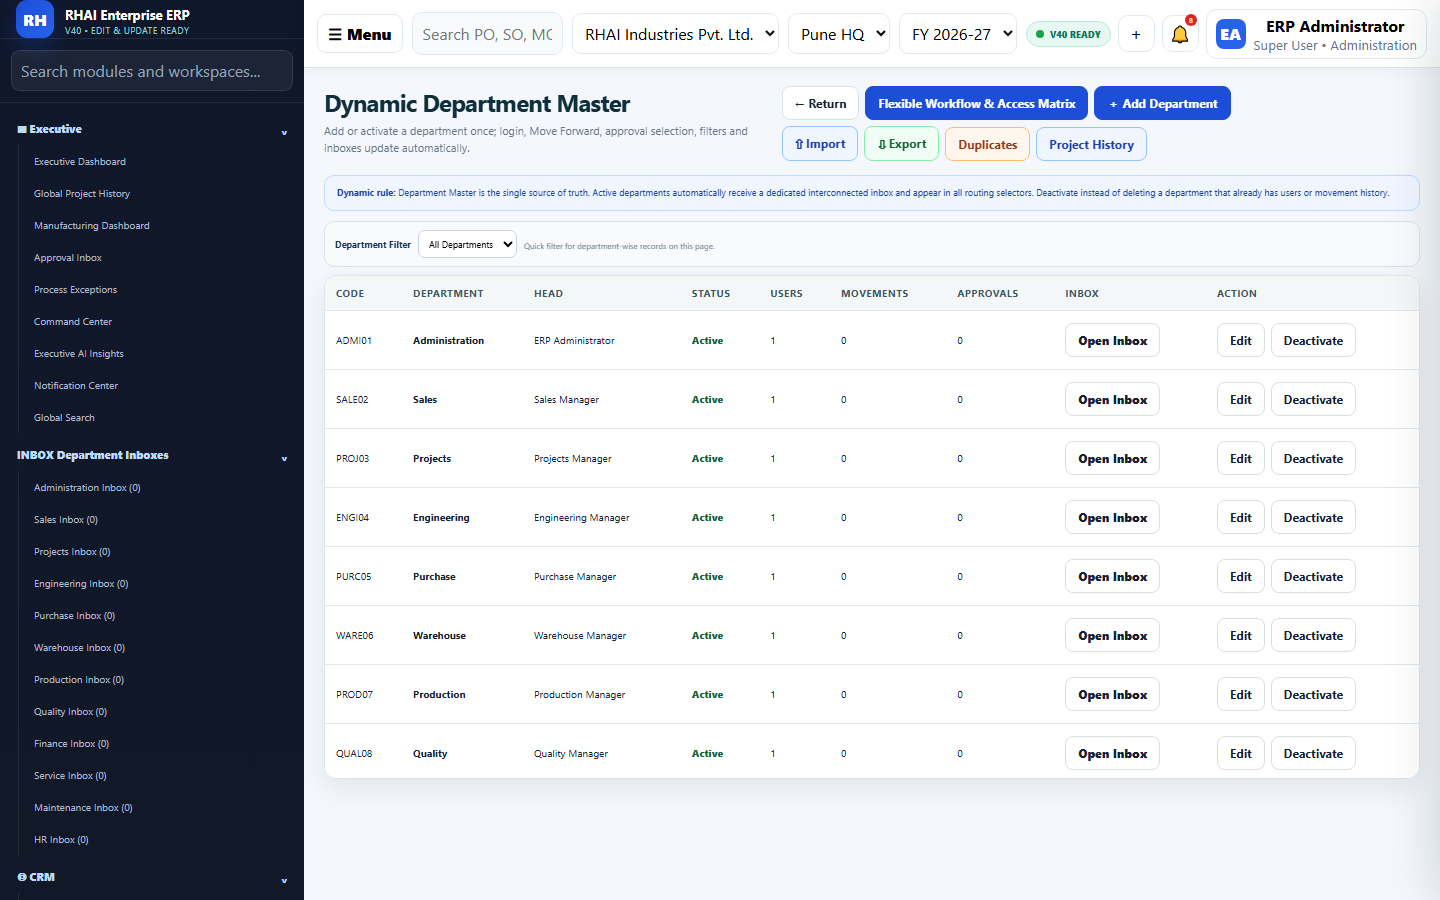 RH
RHAI Enterprise ERP
V40 • EDIT & UPDATE READY
Search modules and workspaces...
Executive
Executive Dashboard
Global Project History
Manufacturing Dashboard
Approval Inbox
Process Exceptions
Command Center
Executive AI Insights
Notification Center
Global Search
INBOX Department Inboxes
Administration Inbox (0)
Sales Inbox (0)
Projects Inbox (0)
Engineering Inbox (0)
Purchase Inbox (0)
Warehouse Inbox (0)
Production Inbox (0)
Quality Inbox (0)
Finance Inbox (0)
Service Inbox (0)
Maintenance Inbox (0)
HR Inbox (0)
CRM
☰ Menu
Search PO, SO, MO
RHAI Industries Pvt. Ltd.
Pune HQ
FY 2026-27
V40 READY
+
8
EA
ERP Administrator
Super User • Administration
Dynamic Department Master
Add or activate a department once; login, Move Forward, approval selection, filters and
inboxes update automatically.
← Return
Flexible Workflow & Access Matrix
+ Add Department
⇧ Import
⇩ Export
Duplicates
Project History
Dynamic rule: Department Master is the single source of truth. Active departments automatically receive a dedicated interconnected inbox and appear in all routing selectors. Deactivate instead of deleting a department that already has users or movement history.
Department Filter All Departments Quick filter for department-wise records on this page.
CODE DEPARTMENT HEAD STATUS USERS MOVEMENTS APPROVALS INBOX ACTION
ADMI01 Administration ERP Administrator Active 1 0 0 Open Inbox Edit Deactivate
SALE02 Sales Sales Manager Active 1 0 0 Open Inbox Edit Deactivate
PROJ03 Projects Projects Manager Active 1 0 0 Open Inbox Edit Deactivate
ENGI04 Engineering Engineering Manager Active 1 0 0 Open Inbox Edit Deactivate
PURC05 Purchase Purchase Manager Active 1 0 0 Open Inbox Edit Deactivate
WARE06 Warehouse Warehouse Manager Active 1 0 0 Open Inbox Edit Deactivate
PROD07 Production Production Manager Active 1 0 0 Open Inbox Edit Deactivate
QUAL08 Quality Quality Manager Active 1 0 0 Open Inbox Edit Deactivate